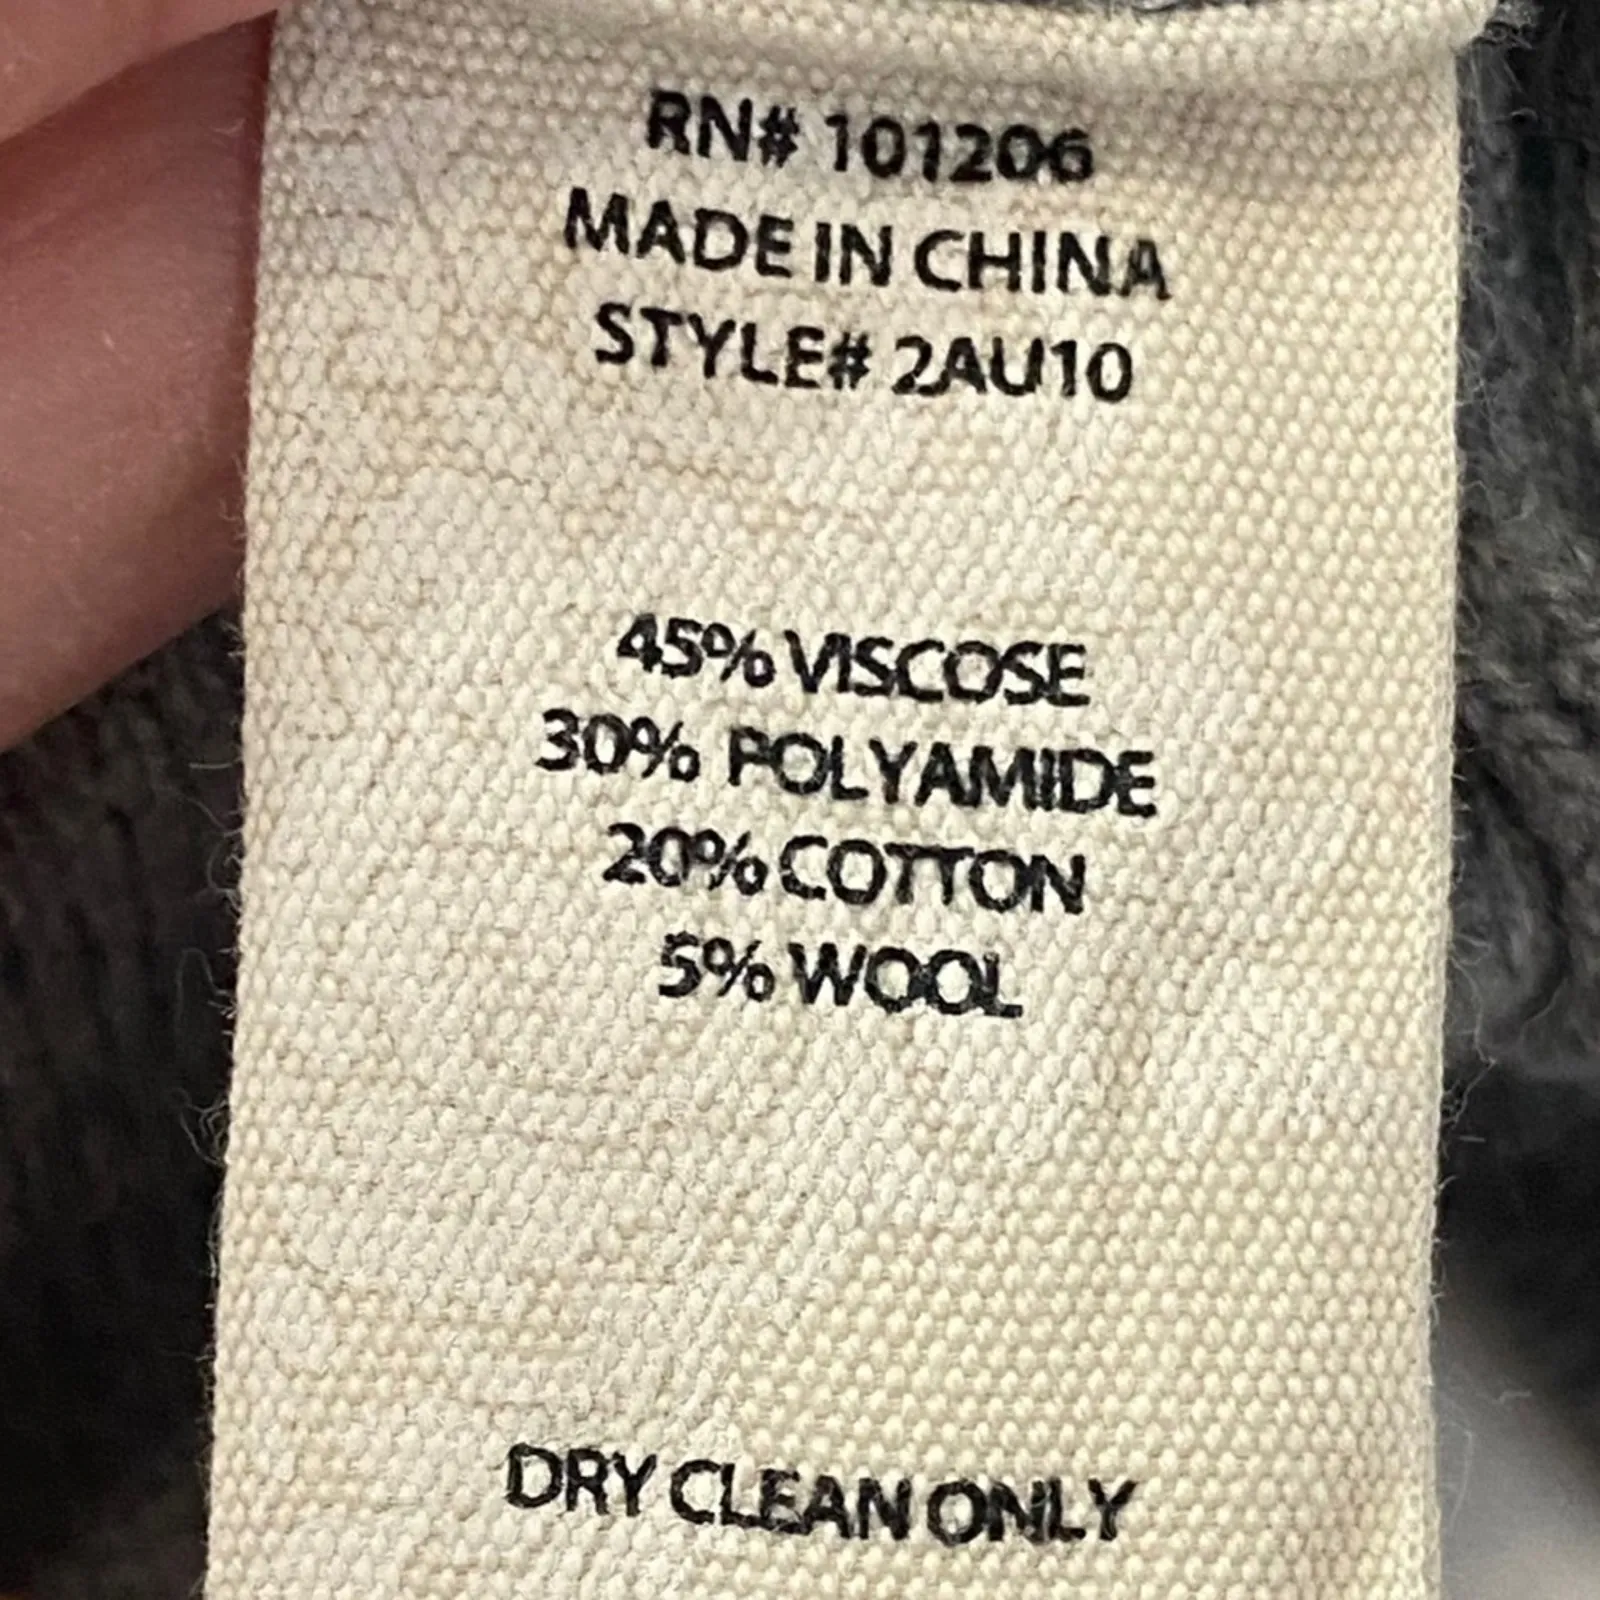 RN# 101206
MADE IN CHINA
STYLE# 2AU10
45% VISCOSE
30% POLYAMIDE
20% COTTON
5% WOOL
DRY CLEAN ONLY